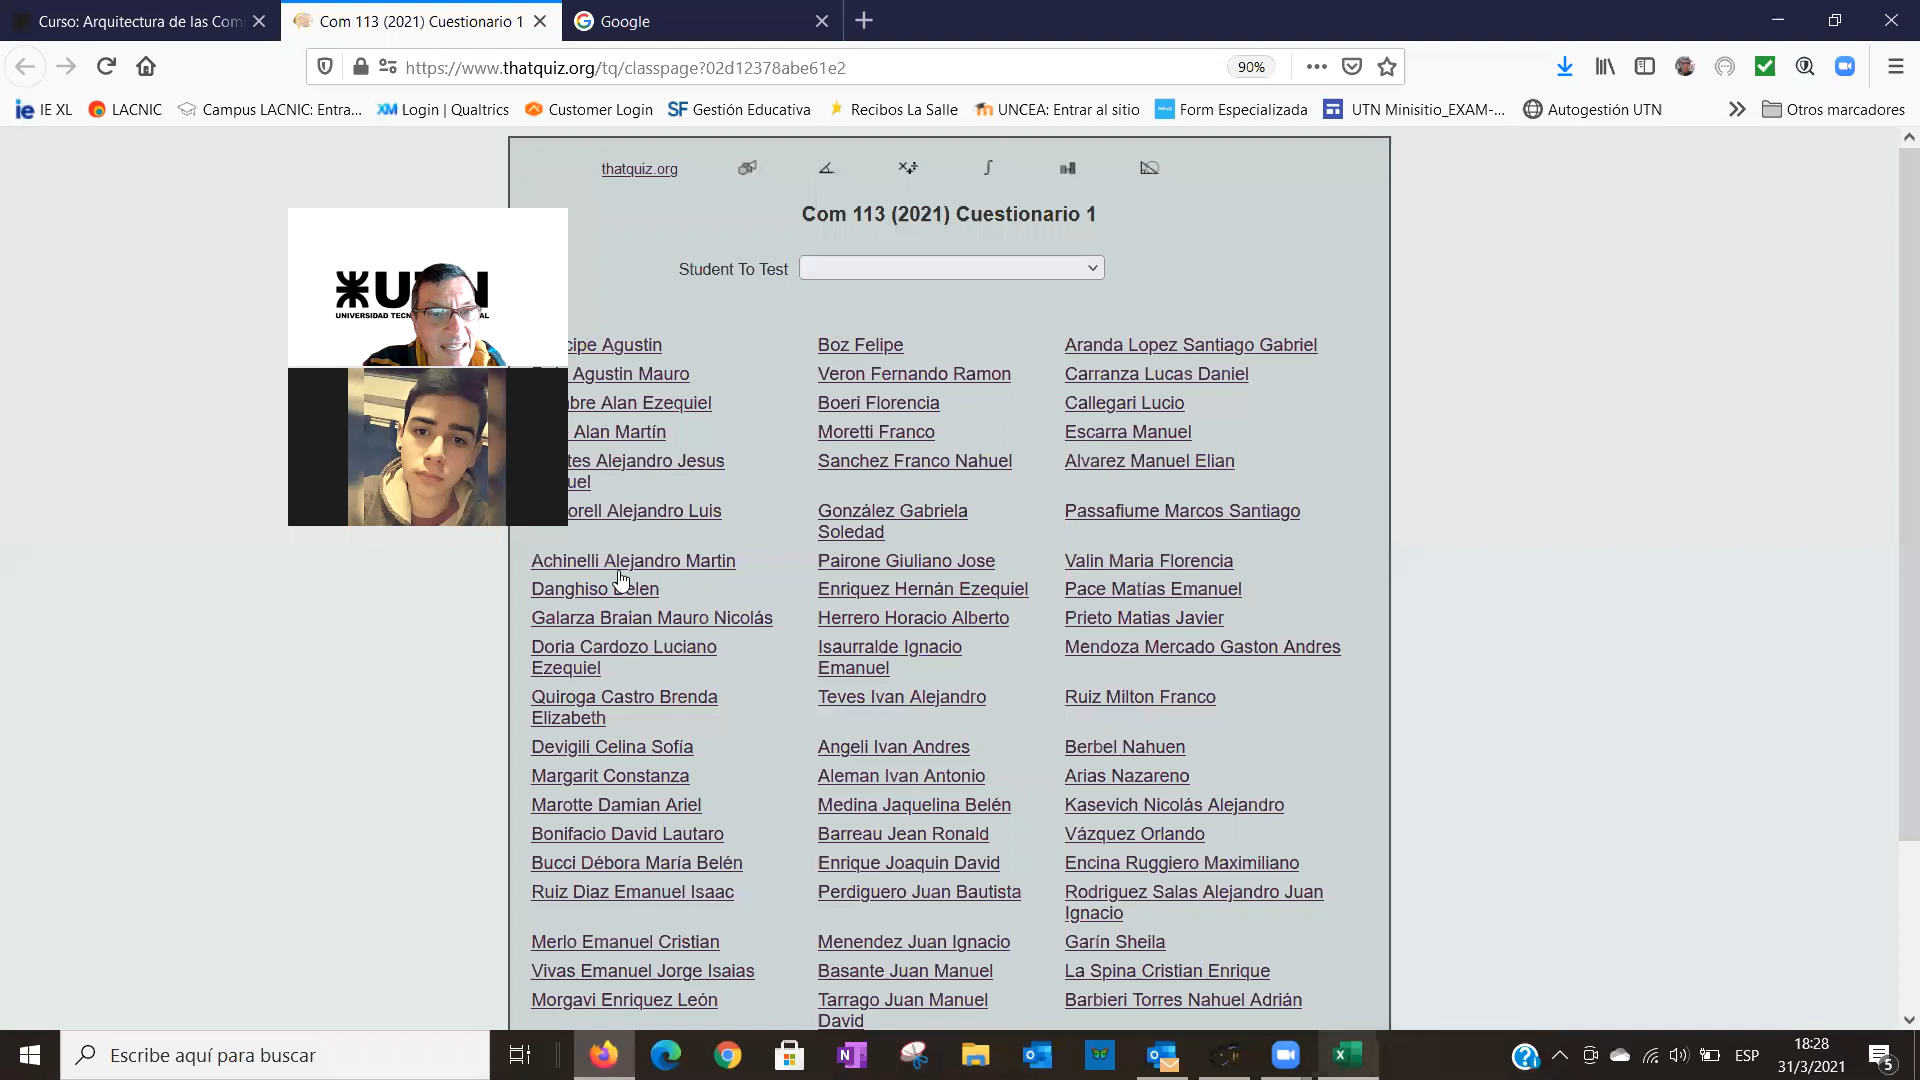 Curso: Arquitectura de las Com
Com 113 (2021) Cuestionario 1
Google
https://www.thatquiz.org/tq/classpage?02d12378abe61e2
90%
IE XL
LACNIC
Campus LACNIC: Entra...
XM Login | Qualtrics
Customer Login
SF Gestión Educativa
Recibos La Salle
UNCEA: Entrar al sitio
Form Especializada
UTN Minisitio_EXAM-...
Autogestión UTN
Otros marcadores
thatquiz.org
Com 113 (2021) Cuestionario 1
Student To Test
cipe Agustin Boz Felipe Aranda Lopez Santiago Gabriel
Agustin Mauro Veron Fernando Ramon Carranza Lucas Daniel
bre Alan Ezequiel Boeri Florencia Callegari Lucio
Alan Martín Moretti Franco Escarra Manuel
tes Alejandro Jesus Sanchez Franco Nahuel Alvarez Manuel Elian
uel
orell Alejandro Luis González Gabriela Passafiume Marcos Santiago
Soledad
Achinelli Alejandro Martin Pairone Giuliano Jose Valin Maria Florencia
Danghiso Belen Enriquez Hernán Ezequiel Pace Matías Emanuel
Galarza Braian Mauro Nicolás Herrero Horacio Alberto Prieto Matias Javier
Doria Cardozo Luciano Isaurralde Ignacio Mendoza Mercado Gaston Andres
Ezequiel Emanuel
Quiroga Castro Brenda Teves Ivan Alejandro Ruiz Milton Franco
Elizabeth
Devigili Celina Sofía Angeli Ivan Andres Berbel Nahuen
Margarit Constanza Aleman Ivan Antonio Arias Nazareno
Marotte Damian Ariel Medina Jaquelina Belén Kasevich Nicolás Alejandro
Bonifacio David Lautaro Barreau Jean Ronald Vázquez Orlando
Bucci Débora María Belén Enrique Joaquin David Encina Ruggiero Maximiliano
Ruiz Diaz Emanuel Isaac Perdiguero Juan Bautista Rodriguez Salas Alejandro Juan
Ignacio
Merlo Emanuel Cristian Menendez Juan Ignacio Garín Sheila
Vivas Emanuel Jorge Isaias Basante Juan Manuel La Spina Cristian Enrique
Morgavi Enriquez León Tarrago Juan Manuel Barbieri Torres Nahuel Adrián
David
Escribe aquí para buscar
ESP
18:28
31/3/2021
5